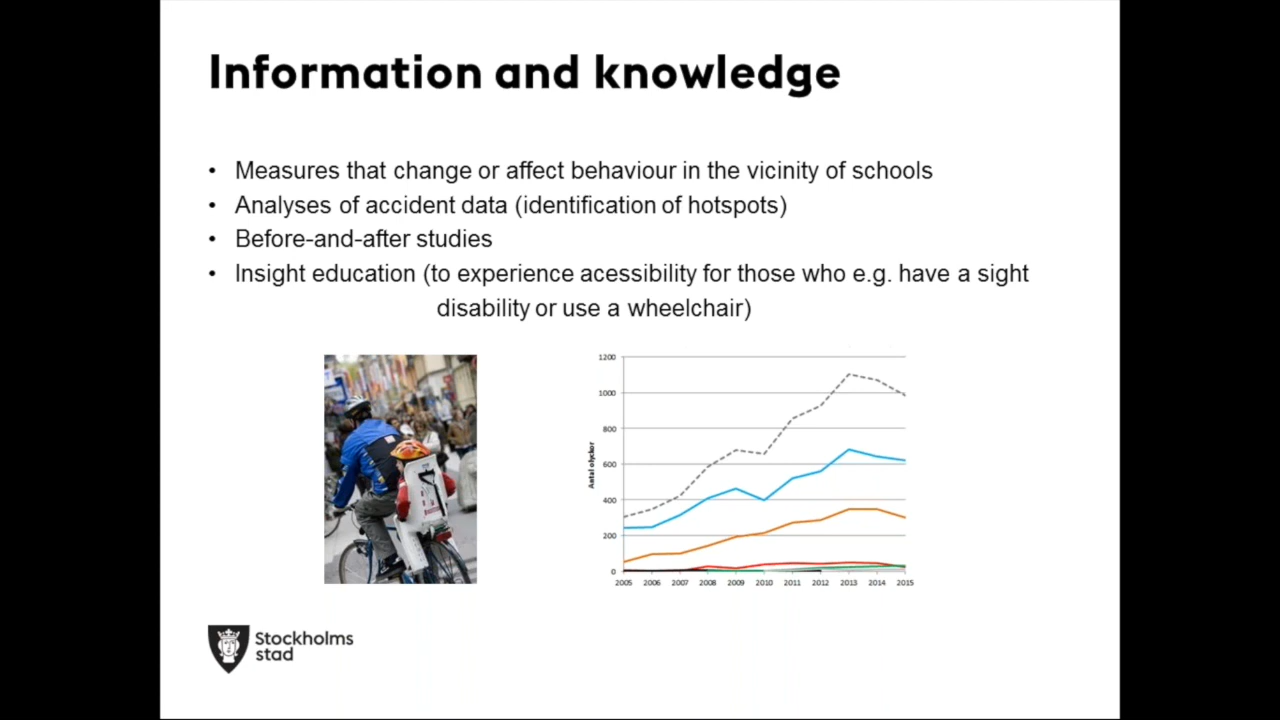 Information and knowledge
• Measures that change or affect behaviour in the vicinity of schools
• Analyses of accident data (identification of hotspots)
• Before-and-after studies
• Insight education (to experience acessibility for those who e.g. have a sight
disability or use a wheelchair)
Antal olyckor
1200
1000
800
600
400
200
0
2005 2006 2007 2008 2009 2010 2011 2012 2013 2014 2015
Stockholms
stad